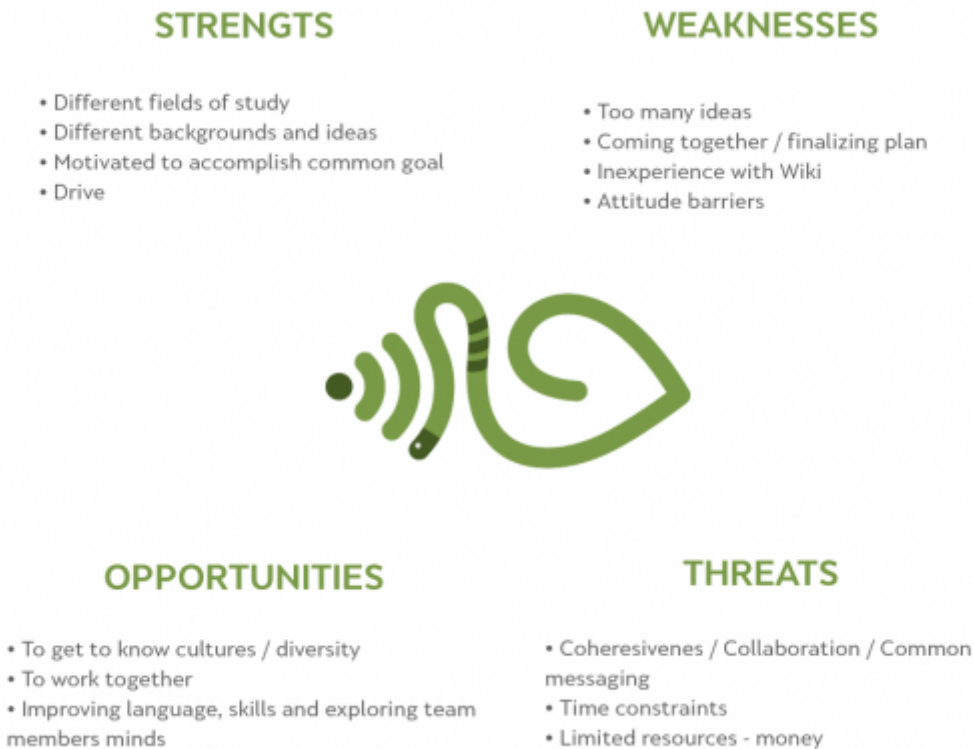 STRENGTS
• Different fields of study
• Different backgrounds and ideas
• Motivated to accomplish common goal
• Drive
WEAKNESSES
• Too many ideas
• Coming together / finalizing plan
• Inexperience with Wiki
• Attitude barriers
OPPORTUNITIES
• To get to know cultures / diversity
• To work together
• Improving language, skills and exploring team
members minds
THREATS
• Coheresivenes / Collaboration / Common
messaging
• Time constraints
• Limited resources - money